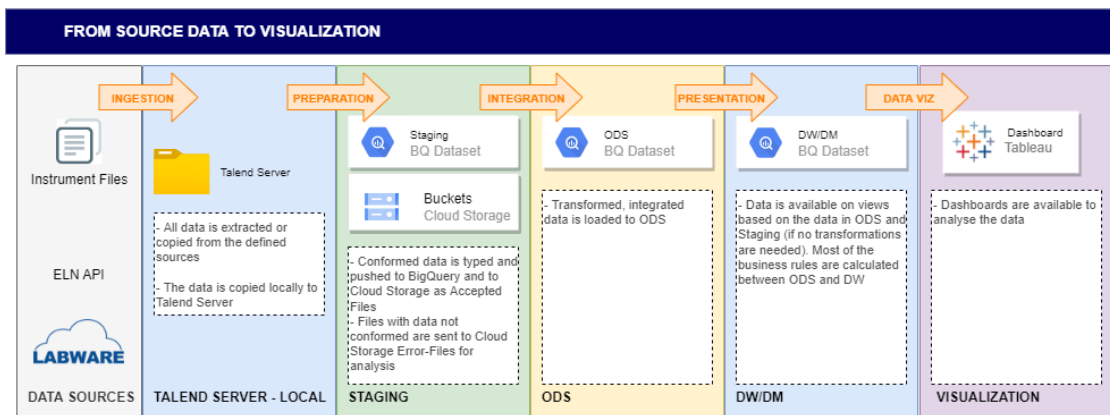 FROM SOURCE DATA TO VISUALIZATION
INGESTION
PREPARATION
INTEGRATION
PRESENTATION
DATA VIZ
Instrument Files
ELN API
LABWARE
DATA SOURCES
Talend Server
- All data is extracted or
copied from the defined
sources
- The data is copied locally to
Talend Server
TALEND SERVER - LOCAL
Staging
BQ Dataset
Buckets
Cloud Storage
- Conformed data is typed and
pushed to BigQuery and to
Cloud Storage as Accepted
Files
- Files with data not
conformed are sent to Cloud
Storage Error-Files for
analysis
STAGING
ODS
BQ Dataset
- Transformed, integrated
data is loaded to ODS
ODS
DW/DM
BQ Dataset
- Data is available on views
based on the data in ODS and
Staging (if no transformations
are needed). Most of the
business rules are calculated
between ODS and DW
DW/DM
Dashboard
Tableau
- Dashboards are available to
analyse the data
VISUALIZATION